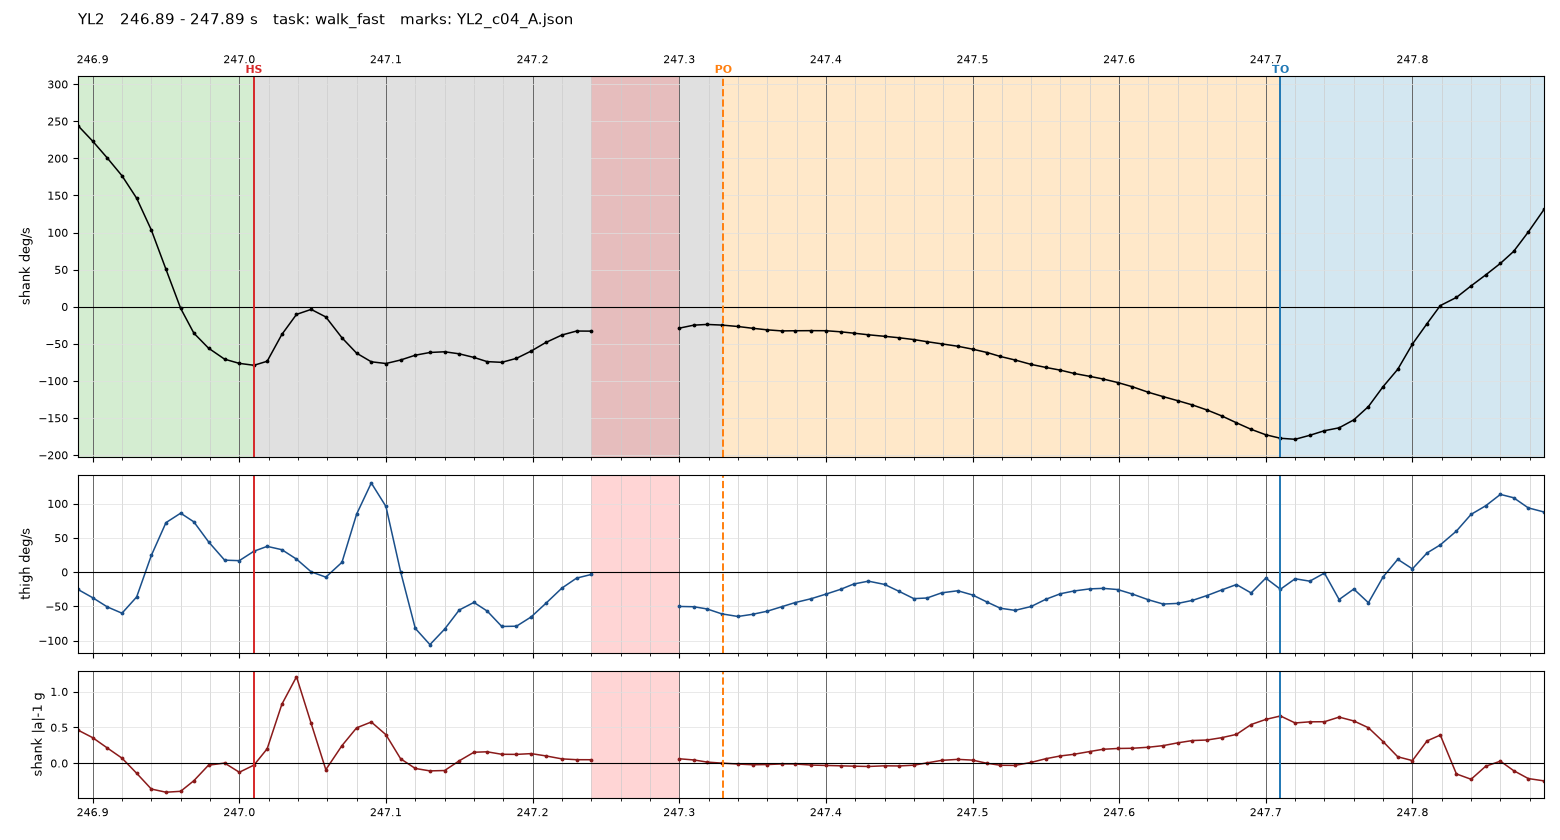 YL2   246.89 - 247.89 s   task: walk_fast   marks: YL2_c04_A.json
246.9 247.0 247.1 247.2 247.3 247.4 247.5 247.6 247.7 247.8
HS PO TO
300
250
200
150
100
50
0
−50
−100
−150
−200
shank deg/s
100
50
0
−50
−100
thigh deg/s
1.0
0.5
0.0
shank |a|-1 g
246.9 247.0 247.1 247.2 247.3 247.4 247.5 247.6 247.7 247.8